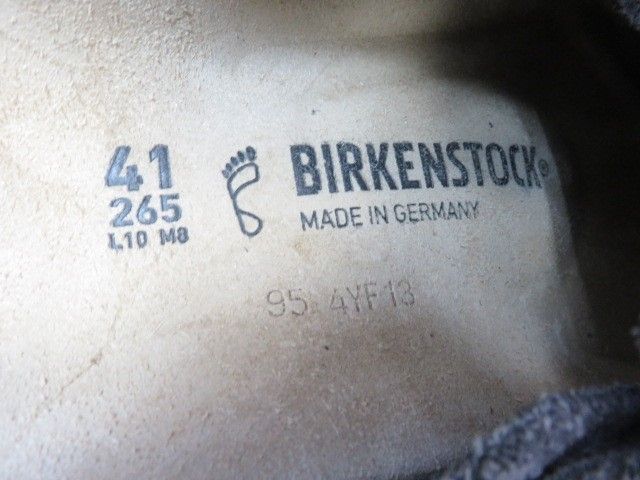 41
265
L10 M8
BIRKENSTOCK®
MADE IN GERMANY
95 4YF13